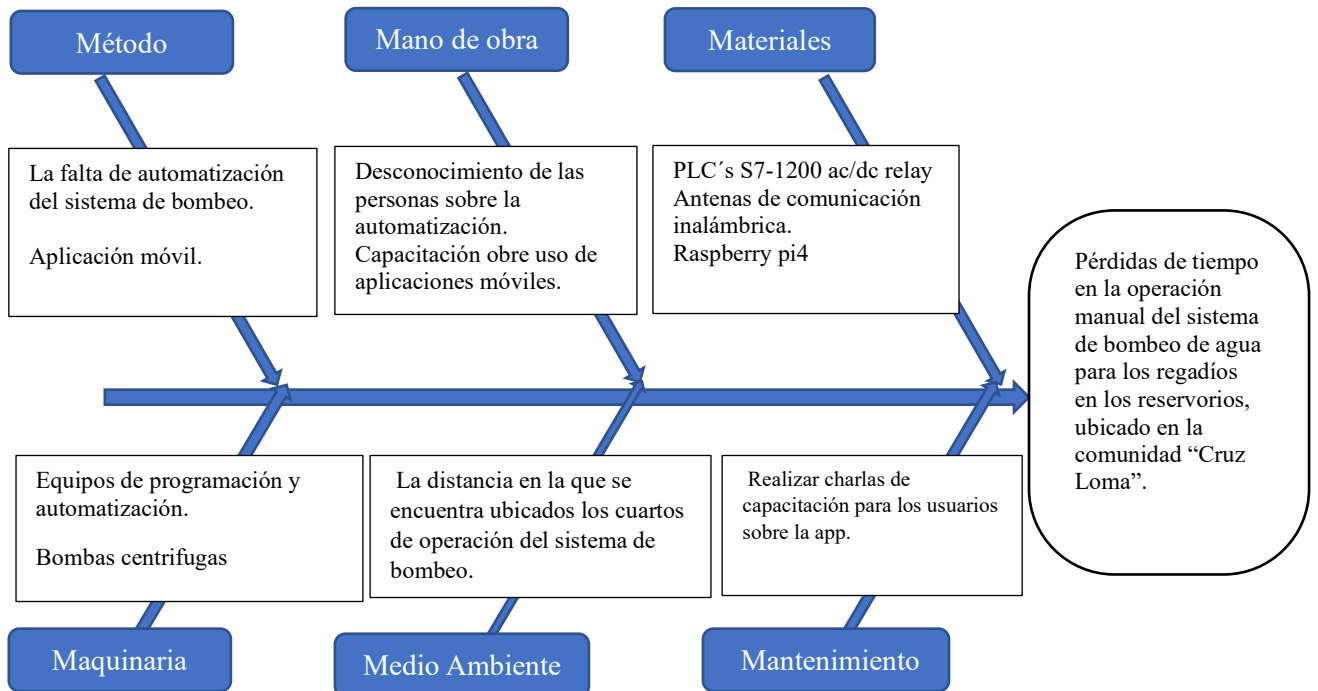 Método
Mano de obra
Materiales
La falta de automatización
del sistema de bombeo.
Aplicación móvil.
Desconocimiento de las
personas sobre la
automatización.
Capacitación obre uso de
aplicaciones móviles.
PLC´s S7-1200 ac/dc relay
Antenas de comunicación
inalámbrica.
Raspberry pi4
Pérdidas de tiempo
en la operación
manual del sistema
de bombeo de agua
para los regadíos
en los reservorios,
ubicado en la
comunidad “Cruz
Loma”.
Equipos de programación y
automatización.
Bombas centrifugas
La distancia en la que se
encuentra ubicados los cuartos
de operación del sistema de
bombeo.
Realizar charlas de
capacitación para los usuarios
sobre la app.
Maquinaria
Medio Ambiente
Mantenimiento